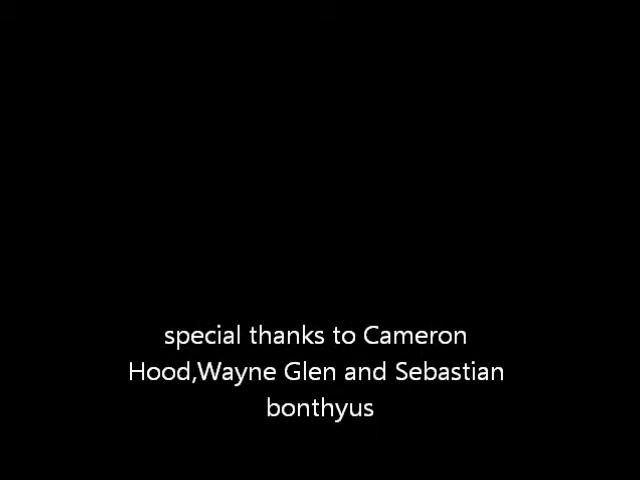 special thanks to Cameron
Hood,Wayne Glen and Sebastian
bonthyus